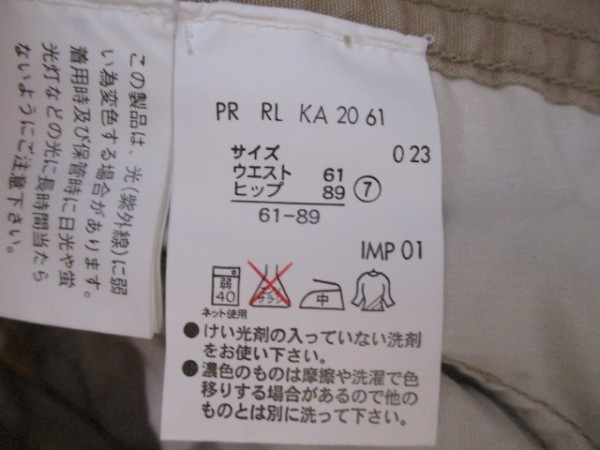 この製品は、光（紫外線）に弱
い為変色する場合があります。
着用時及び保管時に日光や蛍
光灯などの光に長時間当たら
ないようにご注意下さい。
PR RL KA 20 61
サイズ 0 23
ウエスト 61
ヒップ 89 ⑦
61-89
IMP 01
弱
40
エンソ
サラシ
中
ネット使用
●けい光剤の入っていない洗剤
をお使い下さい。
●濃色のものは摩擦や洗濯で色
移りする場合があるので他の
ものとは別に洗って下さい。